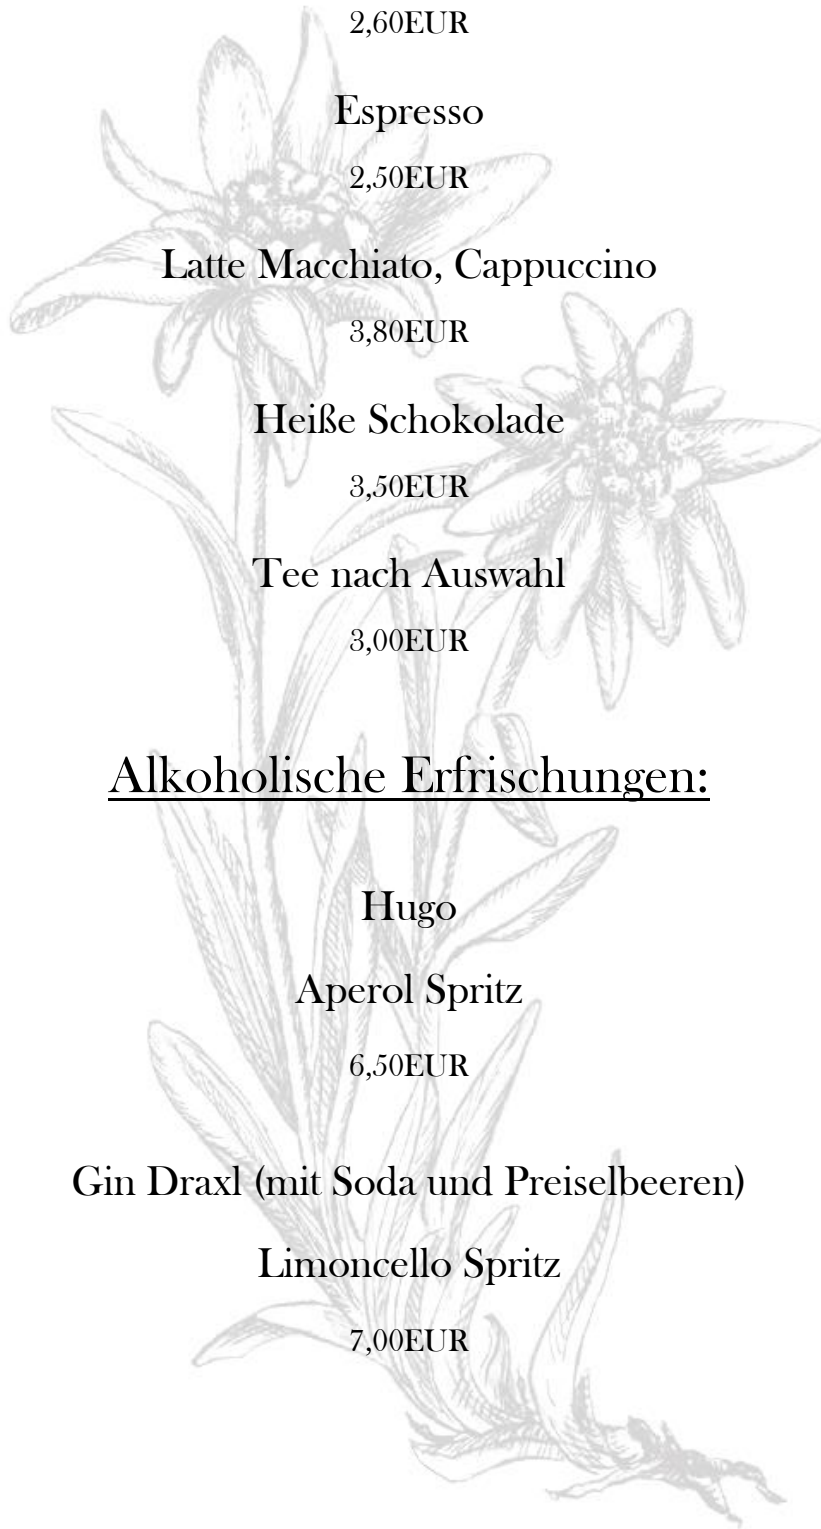 2,60EUR
Espresso
2,50EUR
Latte Macchiato, Cappuccino
3,80EUR
Heiße Schokolade
3,50EUR
Tee nach Auswahl
3,00EUR
Alkoholische Erfrischungen:
Hugo
Aperol Spritz
6,50EUR
Gin Draxl (mit Soda und Preiselbeeren)
Limoncello Spritz
7,00EUR